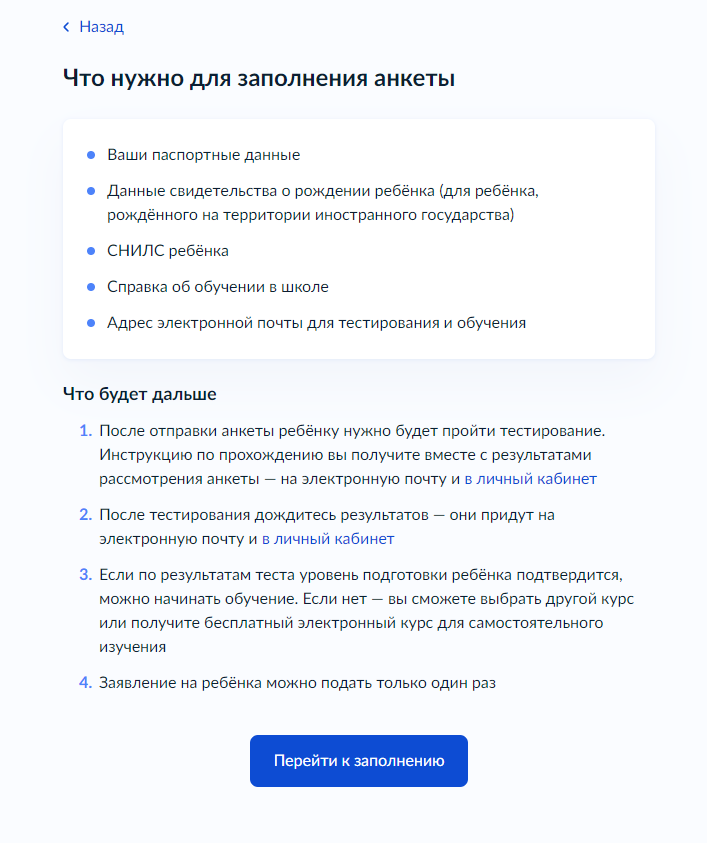 Назад
Что нужно для заполнения анкеты
Ваши паспортные данные
Данные свидетельства о рождении ребёнка (для ребёнка,
рождённого на территории иностранного государства)
СНИЛС ребёнка
Справка об обучении в школе
Адрес электронной почты для тестирования и обучения
Что будет дальше
1. После отправки анкеты ребёнку нужно будет пройти тестирование.
Инструкцию по прохождению вы получите вместе с результатами
рассмотрения анкеты — на электронную почту и в личный кабинет
2. После тестирования дождитесь результатов — они придут на
электронную почту и в личный кабинет
3. Если по результатам теста уровень подготовки ребёнка подтвердится,
можно начинать обучение. Если нет — вы сможете выбрать другой курс
или получите бесплатный электронный курс для самостоятельного
изучения
4. Заявление на ребёнка можно подать только один раз
Перейти к заполнению